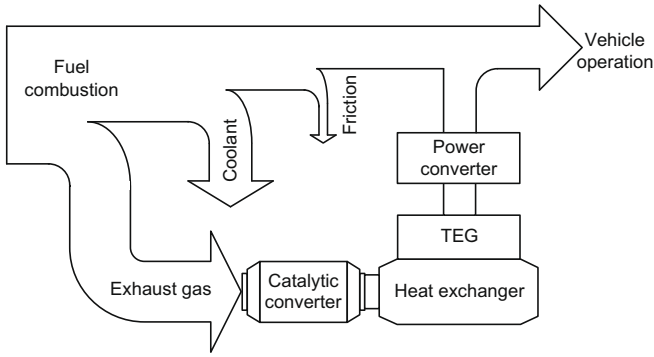 Vehicle
operation
Fuel
combustion
Coolant
Friction
Power
converter
TEG
Exhaust gas
Catalytic
converter
Heat exchanger